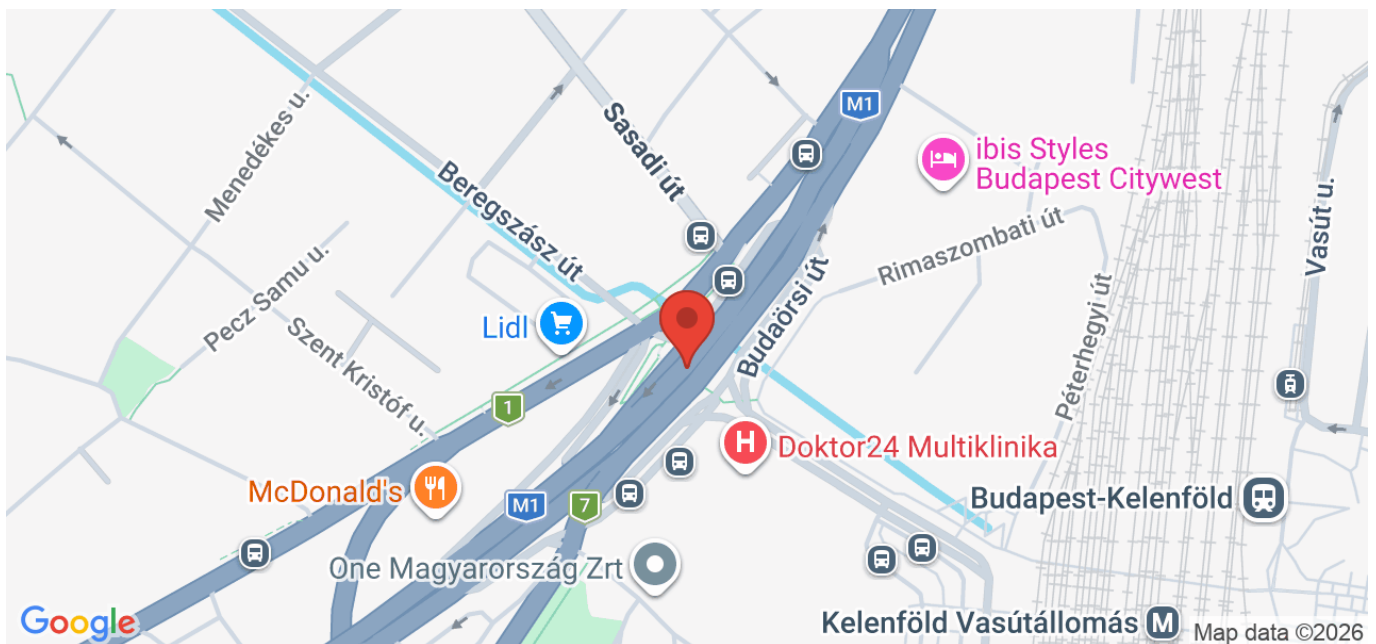 M1
ibis Styles
Budapest Citywest
Sasadi út
Menedékes u.
Beregszász út
Vasút u.
Rimaszombati út
Pecz Samu u.
Budaörsi út
Lidl
Szent Kristóf u.
Péterhegyi út
1
H
Doktor24 Multiklinika
McDonald's
M1
7
Budapest-Kelenföld
One Magyarország Zrt
Google
Kelenföld Vasútállomás
M
Map data ©2026